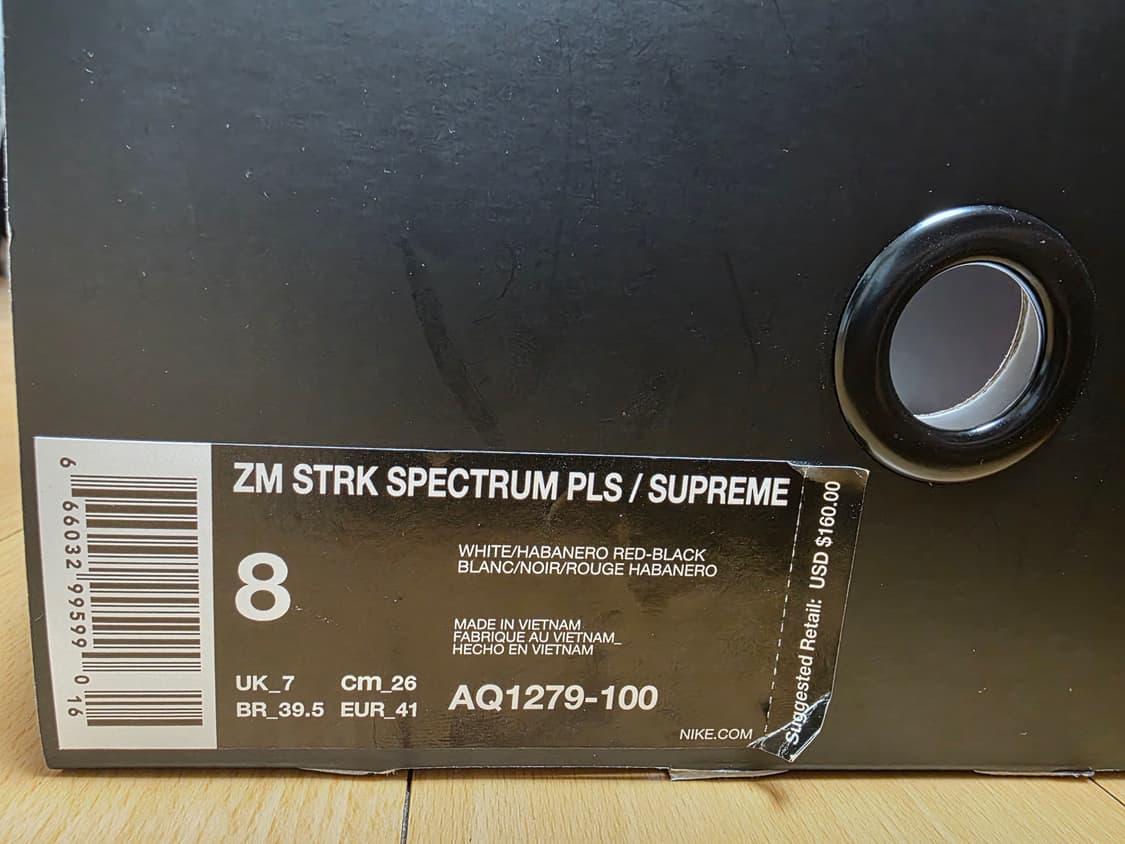 6 66032 99599 0 16
ZM STRK SPECTRUM PLS / SUPREME
WHITE/HABANERO RED-BLACK
BLANC/NOIR/ROUGE HABANERO
8
MADE IN VIETNAM
FABRIQUE AU VIETNAM_
HECHO EN VIETNAM
UK_7 Cm_26
BR_39.5 EUR_41
AQ1279-100
NIKE.COM
Suggested Retail: USD $160.00